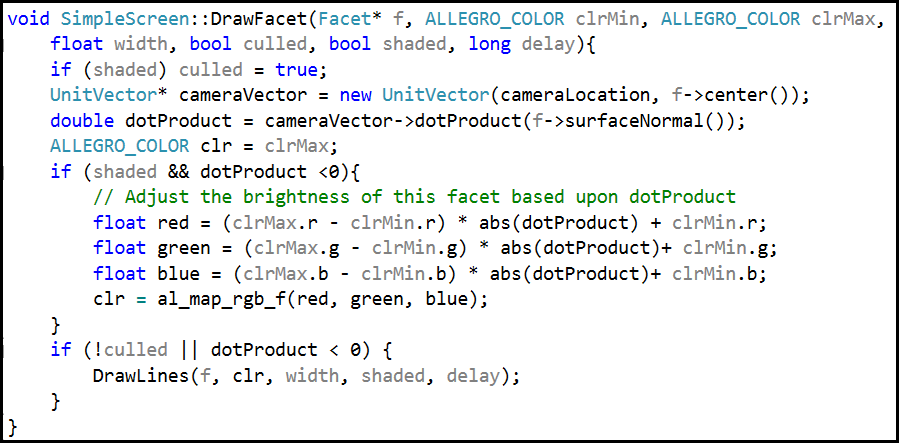 void SimpleScreen::DrawFacet(Facet* f, ALLEGRO_COLOR clrMin, ALLEGRO_COLOR clrMax,
    float width, bool culled, bool shaded, long delay){
    if (shaded) culled = true;
    UnitVector* cameraVector = new UnitVector(cameraLocation, f->center());
    double dotProduct = cameraVector->dotProduct(f->surfaceNormal());
    ALLEGRO_COLOR clr = clrMax;
    if (shaded && dotProduct <0){
        // Adjust the brightness of this facet based upon dotProduct
        float red = (clrMax.r - clrMin.r) * abs(dotProduct) + clrMin.r;
        float green = (clrMax.g - clrMin.g) * abs(dotProduct)+ clrMin.g;
        float blue = (clrMax.b - clrMin.b) * abs(dotProduct)+ clrMin.b;
        clr = al_map_rgb_f(red, green, blue);
    }
    if (!culled || dotProduct < 0) {
        DrawLines(f, clr, width, shaded, delay);
    }
}